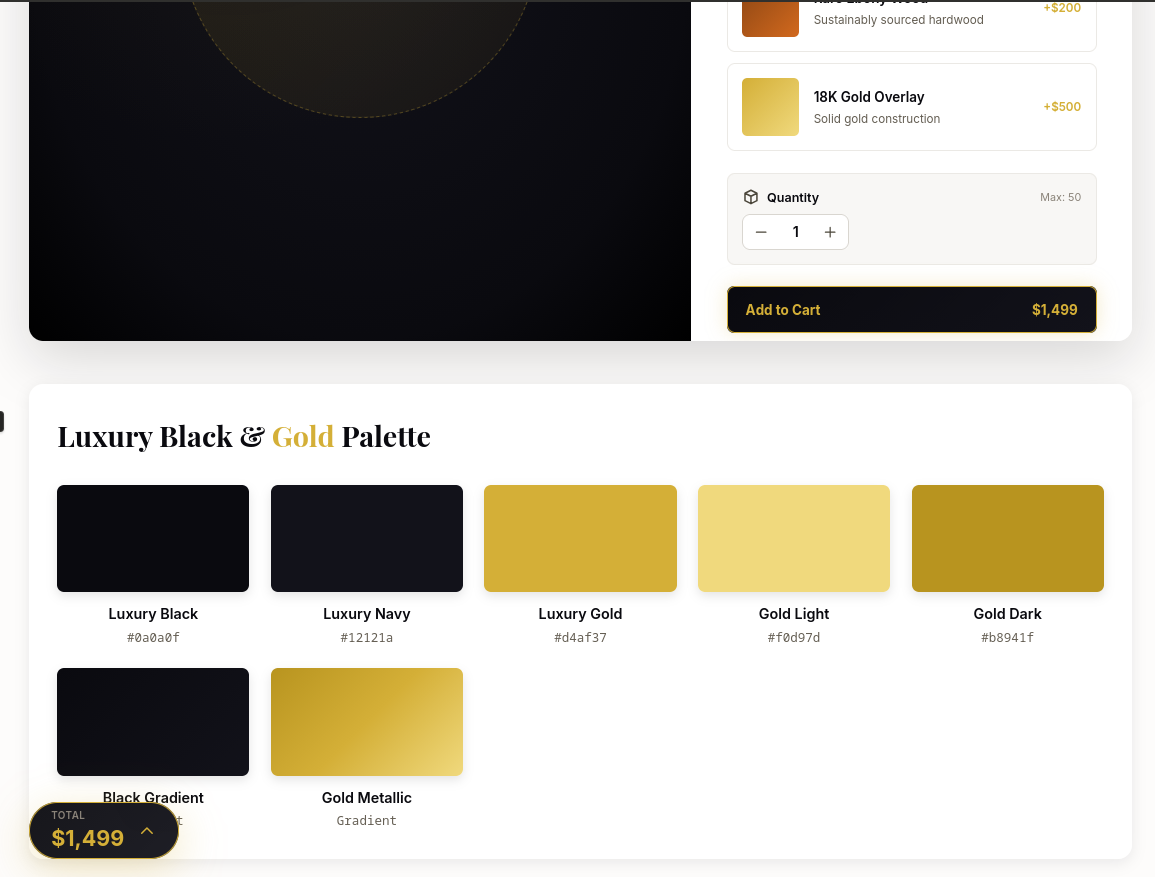 +$200
Sustainably sourced hardwood
18K Gold Overlay
+$500
Solid gold construction
Quantity
Max: 50
1
Add to Cart
$1,499
Luxury Black & Gold Palette
Luxury Black
Luxury Navy
Luxury Gold
Gold Light
Gold Dark
#0a0a0f
#12121a
#d4af37
#f0d97d
#b8941f
Black Gradient
Gold Metallic
Gradient
TOTAL
$1,499